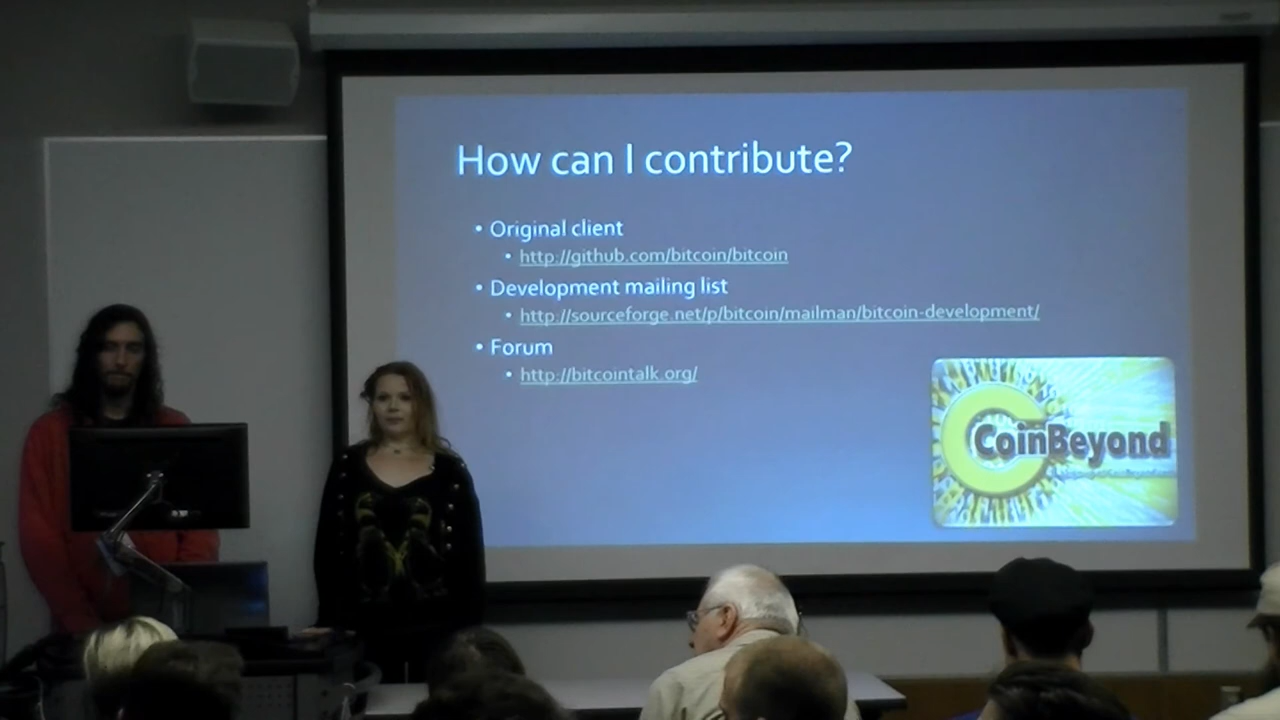 How can I contribute?
• Original client
• http://github.com/bitcoin/bitcoin
• Development mailing list
• http://sourceforge.net/p/bitcoin/mailman/bitcoin-development/
• Forum
• http://bitcointalk.org/
CoinBeyond